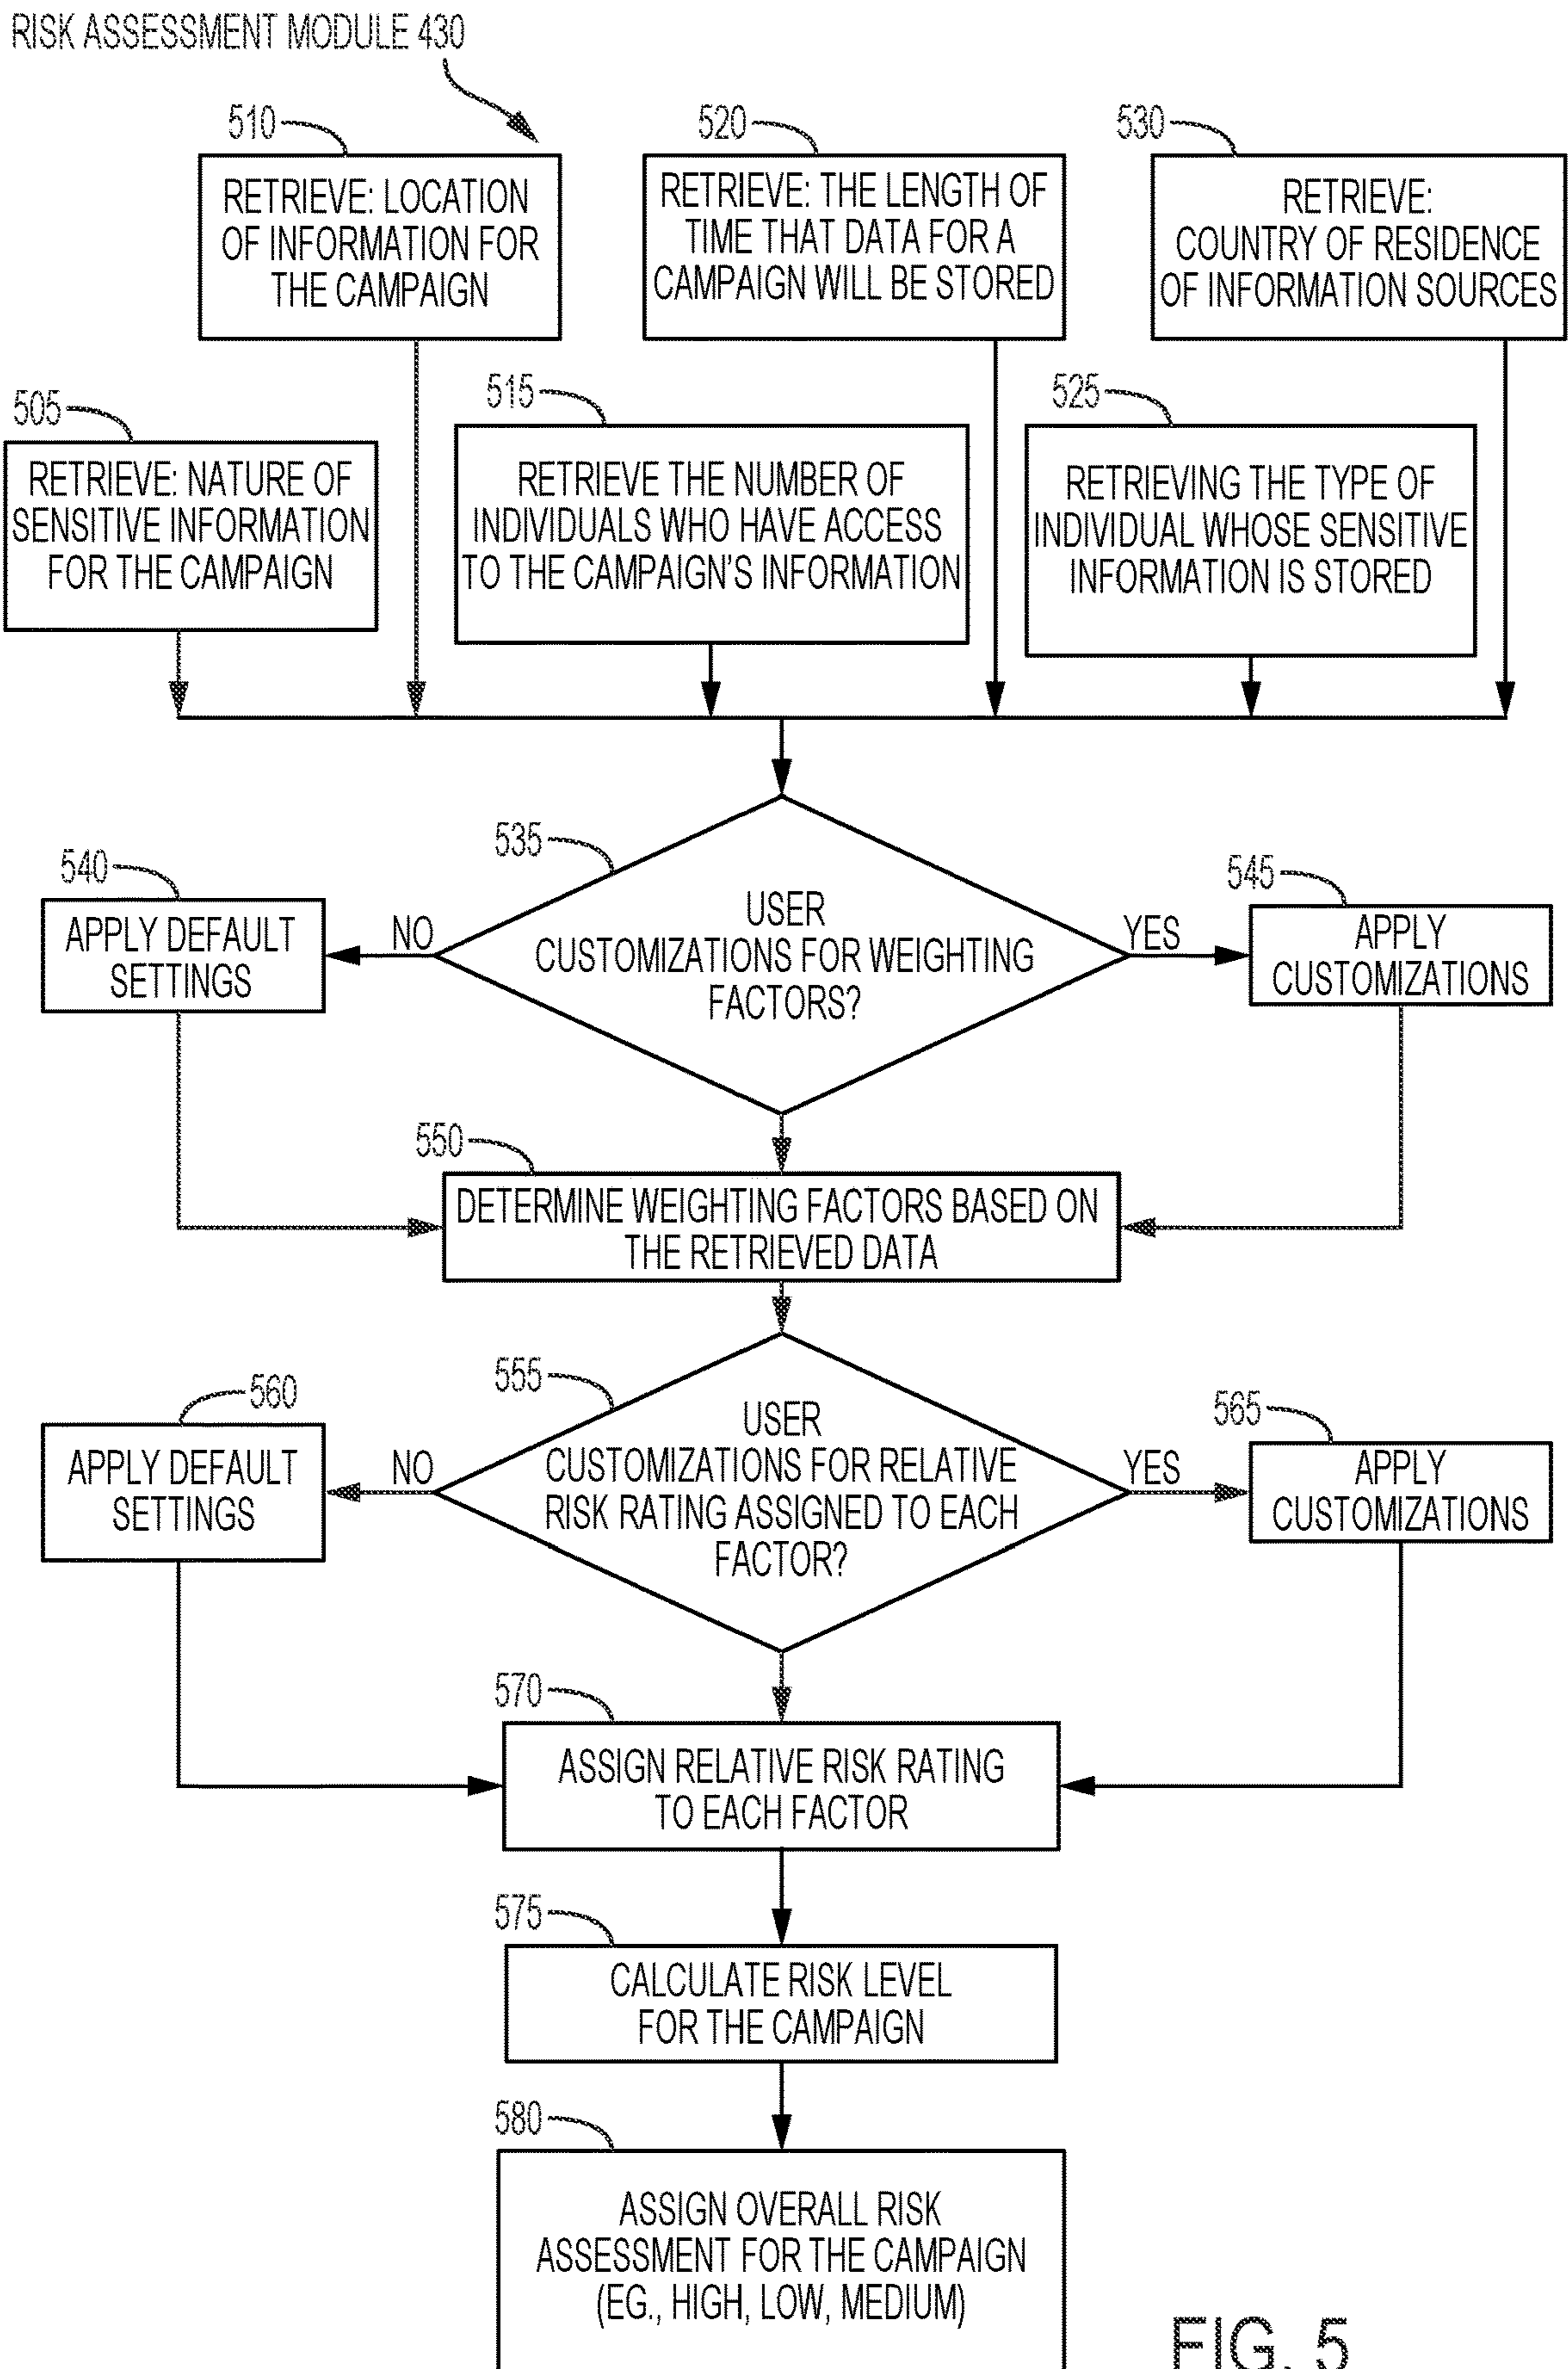 RISK ASSESSMENT MODULE 430
510
RETRIEVE: LOCATION
OF INFORMATION FOR
THE CAMPAIGN
520
RETRIEVE: THE LENGTH OF
TIME THAT DATA FOR A
CAMPAIGN WILL BE STORED
530
RETRIEVE:
COUNTRY OF RESIDENCE
OF INFORMATION SOURCES
505
RETRIEVE: NATURE OF
SENSITIVE INFORMATION
FOR THE CAMPAIGN
515
RETRIEVE THE NUMBER OF
INDIVIDUALS WHO HAVE ACCESS
TO THE CAMPAIGN'S INFORMATION
525
RETRIEVING THE TYPE OF
INDIVIDUAL WHOSE SENSITIVE
INFORMATION IS STORED
535
USER
CUSTOMIZATIONS FOR WEIGHTING
FACTORS?
NO
YES
540
APPLY DEFAULT
SETTINGS
545
APPLY
CUSTOMIZATIONS
550
DETERMINE WEIGHTING FACTORS BASED ON
THE RETRIEVED DATA
555
USER
CUSTOMIZATIONS FOR RELATIVE
RISK RATING ASSIGNED TO EACH
FACTOR?
NO
YES
560
APPLY DEFAULT
SETTINGS
565
APPLY
CUSTOMIZATIONS
570
ASSIGN RELATIVE RISK RATING
TO EACH FACTOR
575
CALCULATE RISK LEVEL
FOR THE CAMPAIGN
580
ASSIGN OVERALL RISK
ASSESSMENT FOR THE CAMPAIGN
(EG., HIGH, LOW, MEDIUM)
FIG. 5